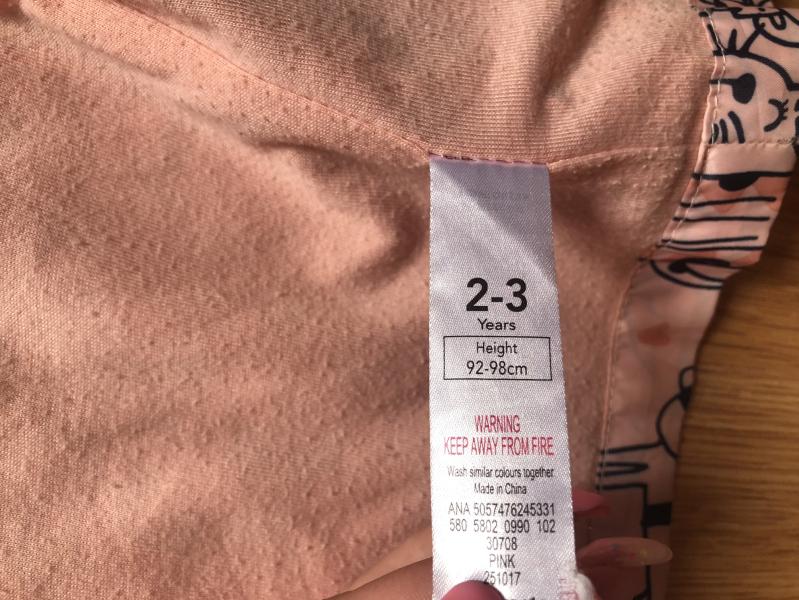 2-3
Years
Height
92-98cm
WARNING
KEEP AWAY FROM FIRE
Wash similar colours together
Made in China
ANA 5057476245331
580 5802 0990 102
30708
PINK
251017